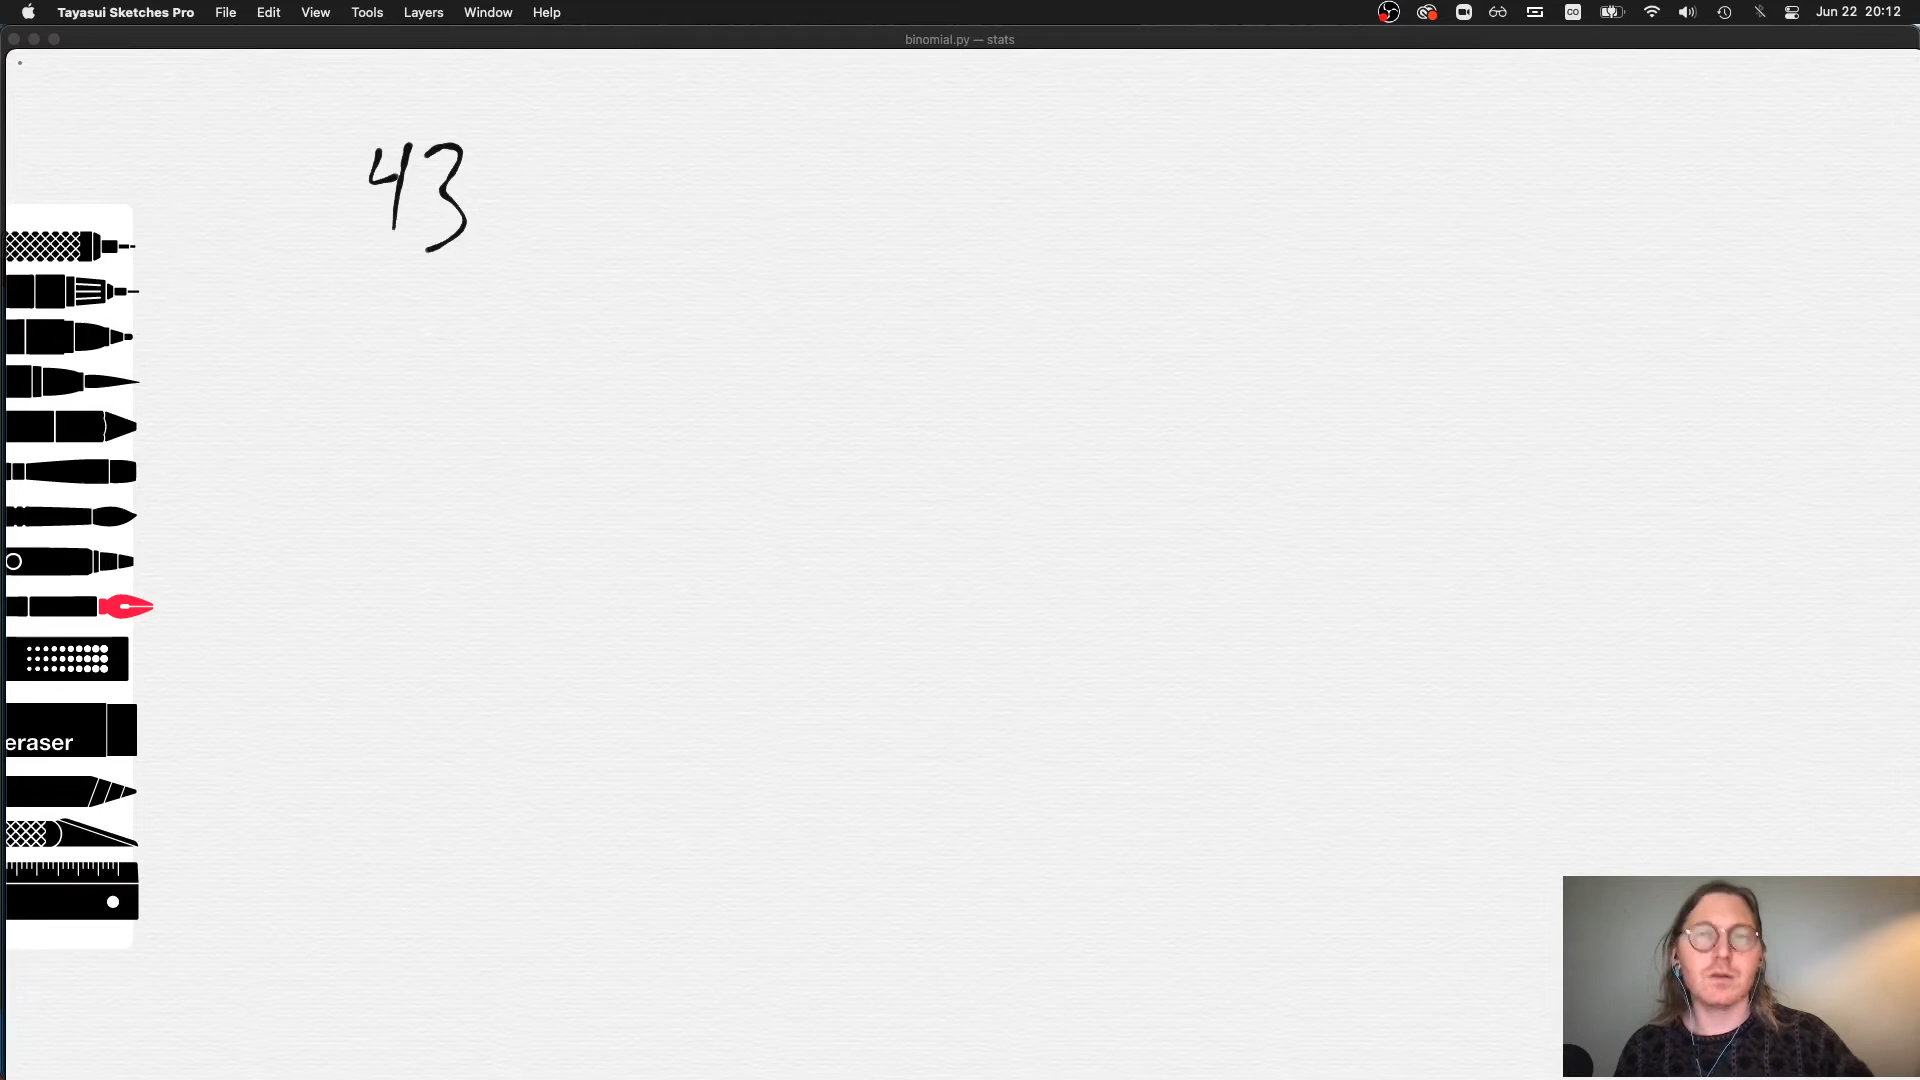 Tayasui Sketches Pro File Edit View Tools Layers Window Help CO Jun 22 20:12
binomial.py — stats
43
eraser